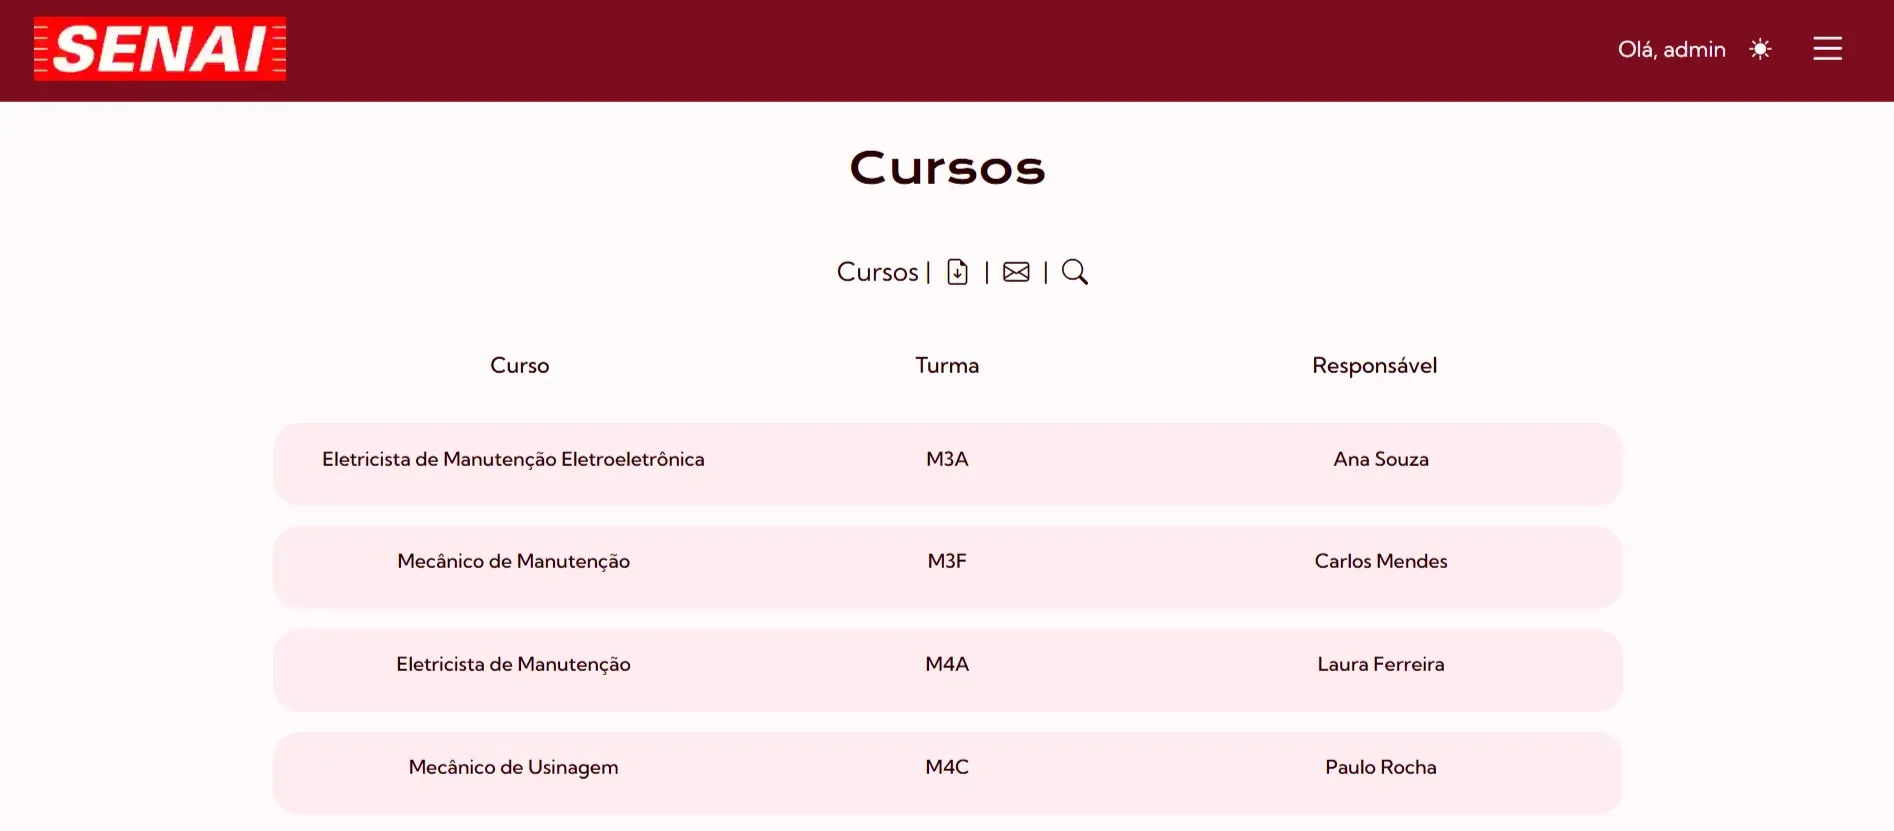 SENAI
Olá, admin
Cursos
Cursos | | |
Curso Turma Responsável
Eletricista de Manutenção Eletroeletrônica M3A Ana Souza
Mecânico de Manutenção M3F Carlos Mendes
Eletricista de Manutenção M4A Laura Ferreira
Mecânico de Usinagem M4C Paulo Rocha